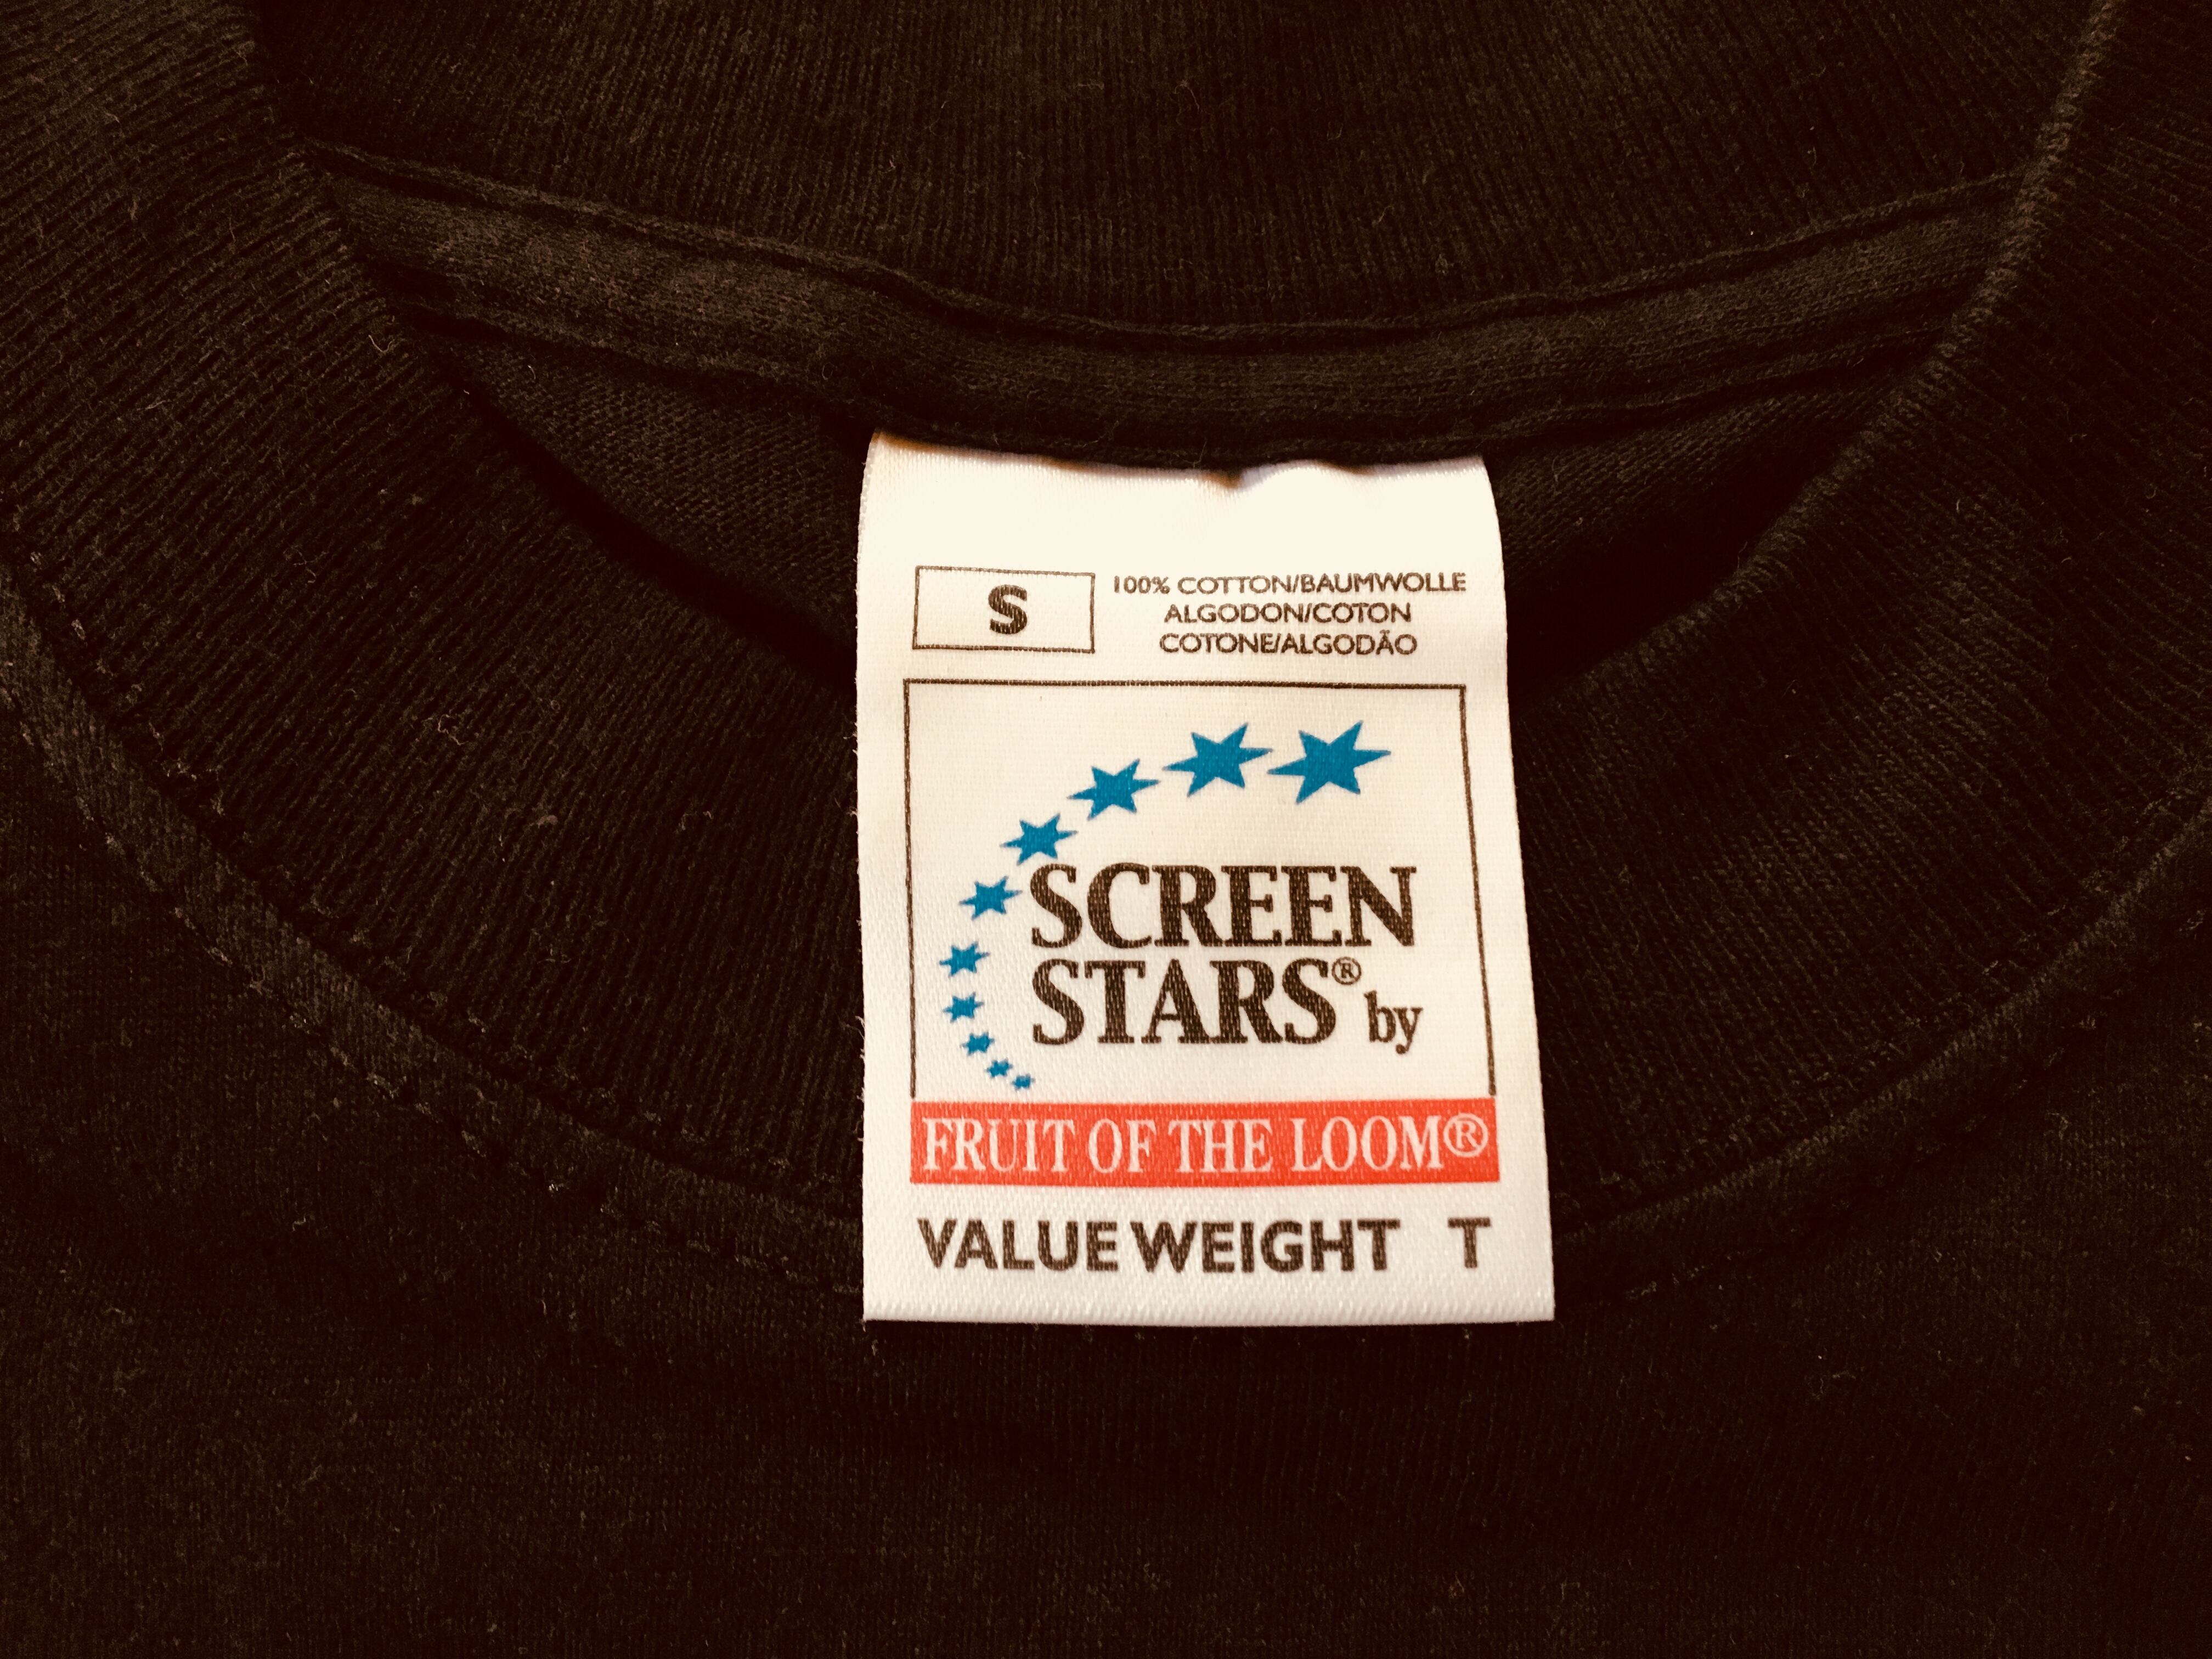 S
100% COTTON/BAUMWOLLE
ALGODON/COTON
COTONE/ALGODÃO
SCREEN
STARS® by
FRUIT OF THE LOOM®
VALUE WEIGHT T